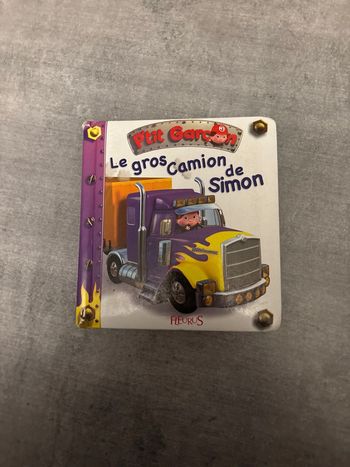 P'tit Garçon
Le gros Camion de Simon
FLEURUS